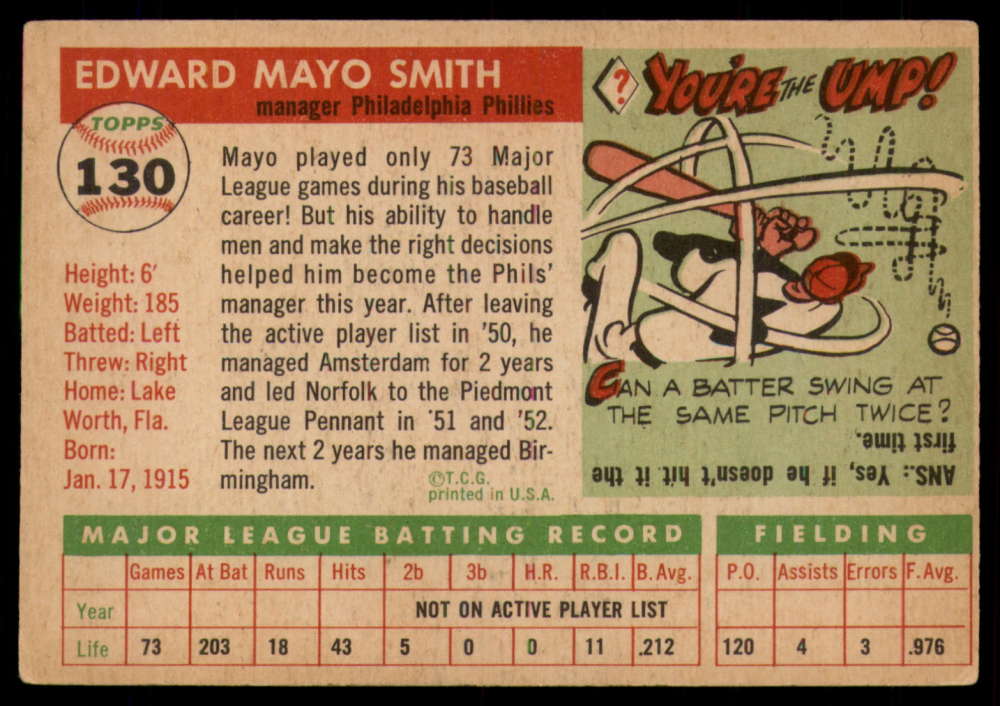 EDWARD MAYO SMITH
manager Philadelphia Phillies
TOPPS
130
Height: 6′
Weight: 185
Batted: Left
Threw: Right
Home: Lake
Worth, Fla.
Born:
Jan. 17, 1915
Mayo played only 73 Major
League games during his baseball
career! But his ability to handle
men and make the right decisions
helped him become the Phils'
manager this year. After leaving
the active player list in '50, he
managed Amsterdam for 2 years
and led Norfolk to the Piedmont
League Pennant in '51 and '52.
The next 2 years he managed Bir-
mingham.
©T.C.G.
printed in U.S.A.
?
YOU'RE THE UMP!
CAN A BATTER SWING AT
THE SAME PITCH TWICE?
ANS.: Yes, if he doesn't hit it the
first time.
MAJOR LEAGUE BATTING RECORD
Games At Bat Runs Hits 2b 3b H.R. R.B.I. B. Avg.
Year NOT ON ACTIVE PLAYER LIST
Life 73 203 18 43 5 0 0 11 .212
FIELDING
P.O. Assists Errors F. Avg.
120 4 3 .976